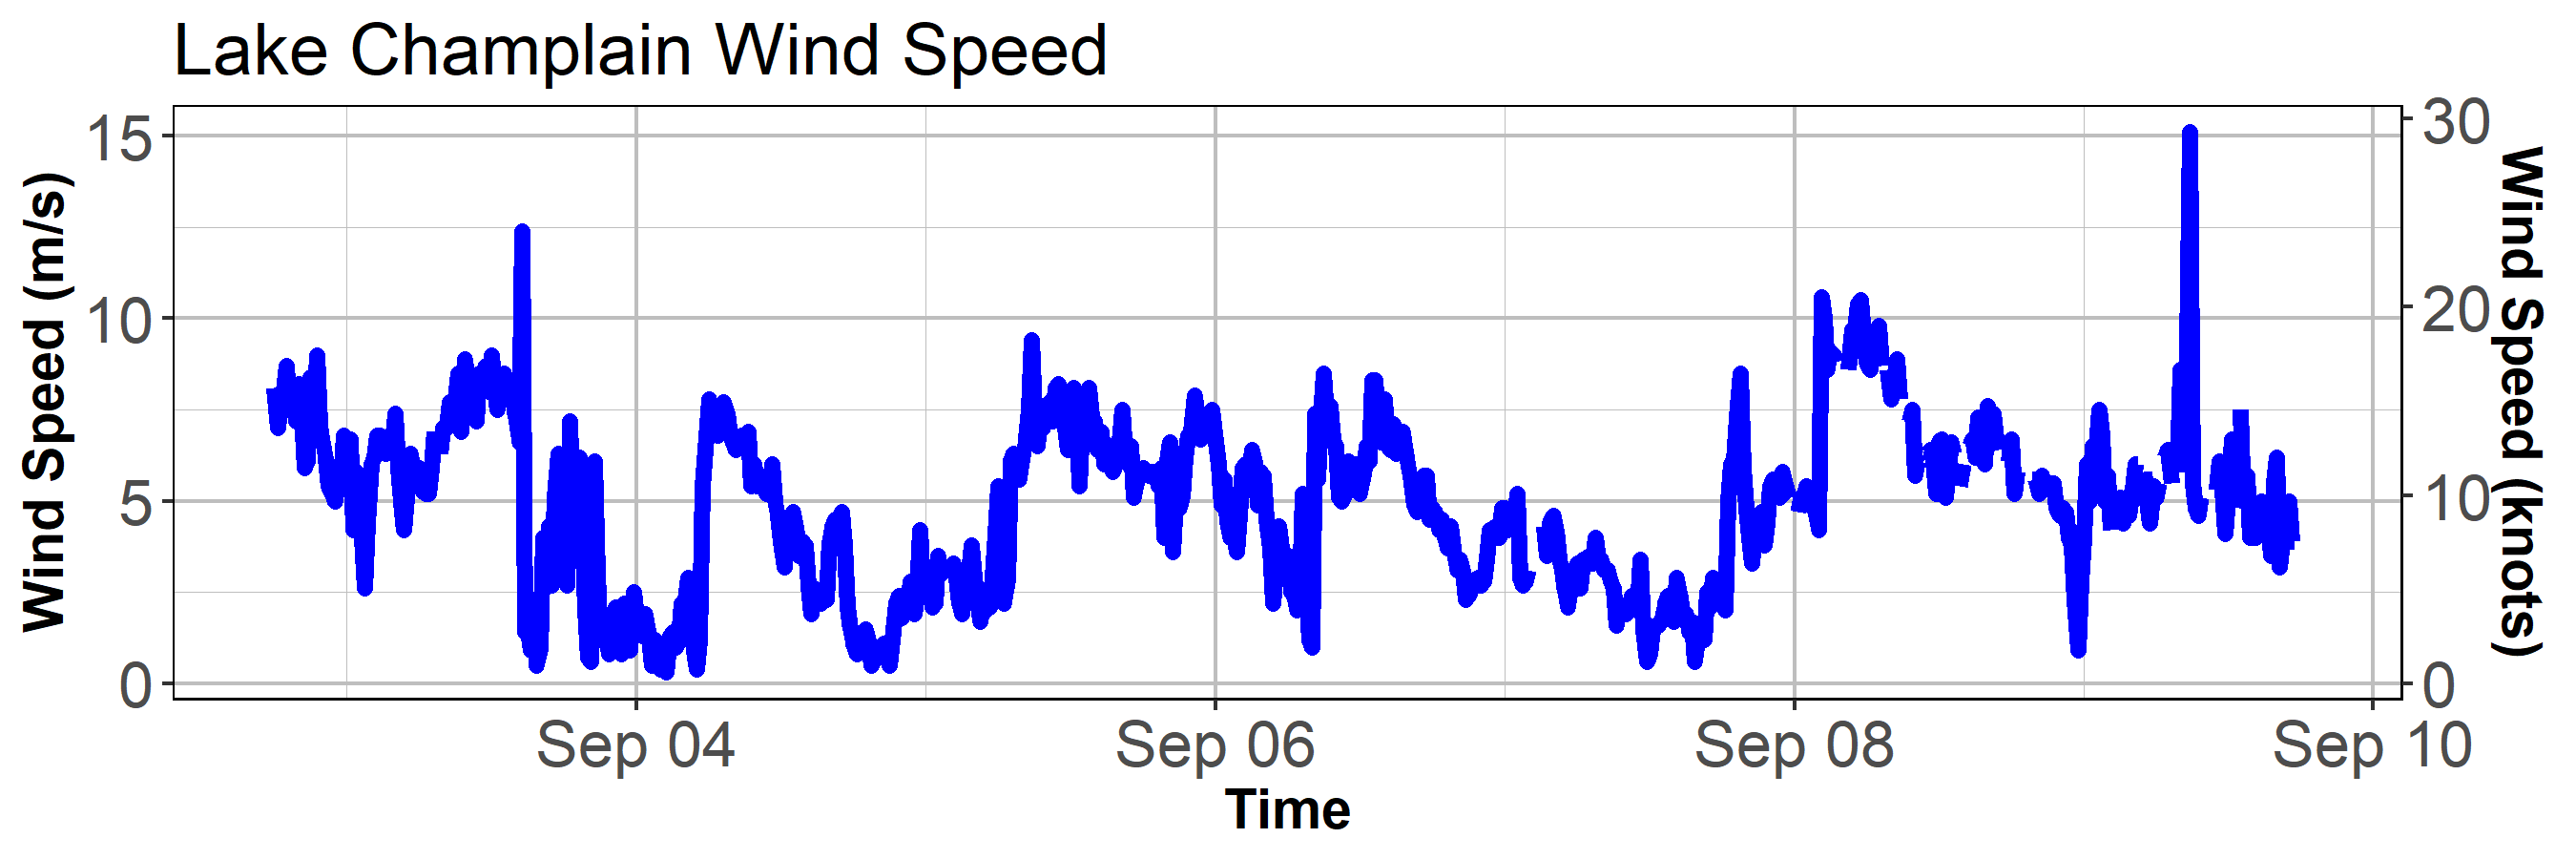 Lake Champlain Wind Speed
Wind Speed (m/s)
15
10
5
0
30
20
10
0
Wind Speed (knots)
Sep 04
Sep 06
Sep 08
Sep 10
Time